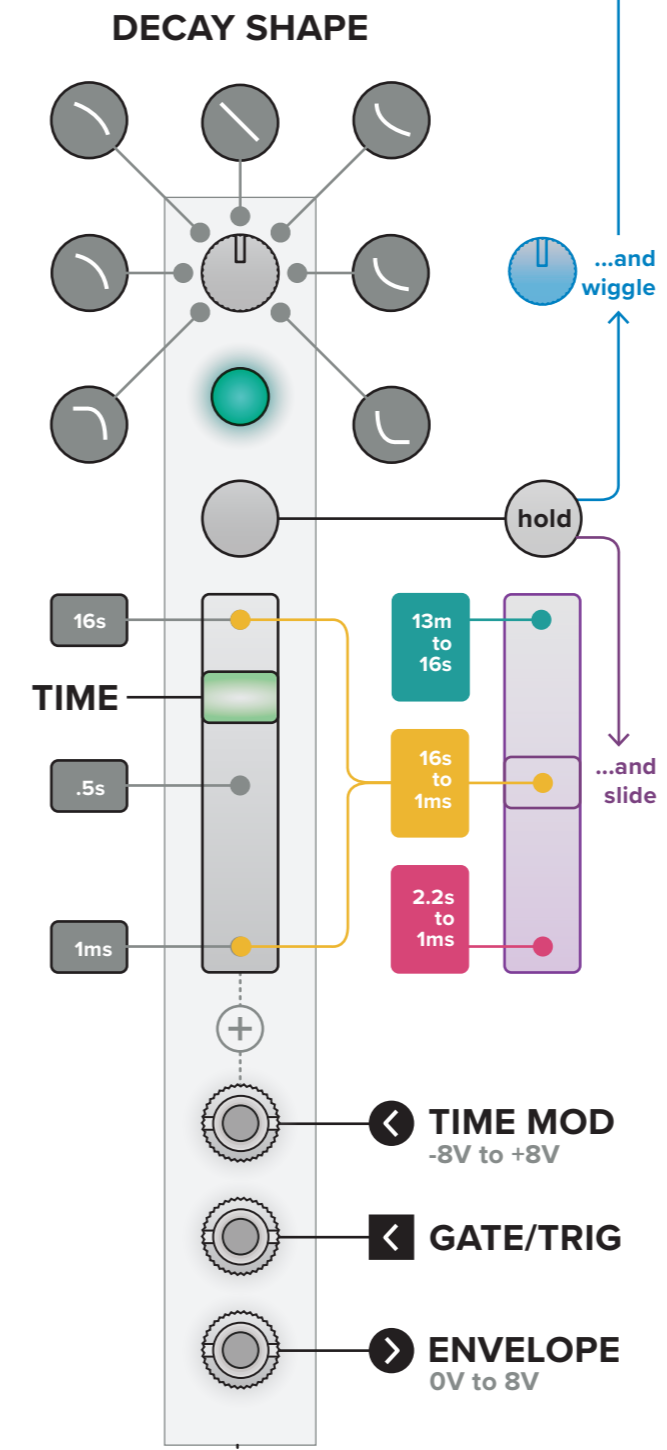 DECAY SHAPE
...and
wiggle
hold
16s
13m
to
16s
TIME
.5s
16s
to
1ms
...and
slide
1ms
2.2s
to
1ms
TIME MOD
-8V to +8V
GATE/TRIG
ENVELOPE
0V to 8V